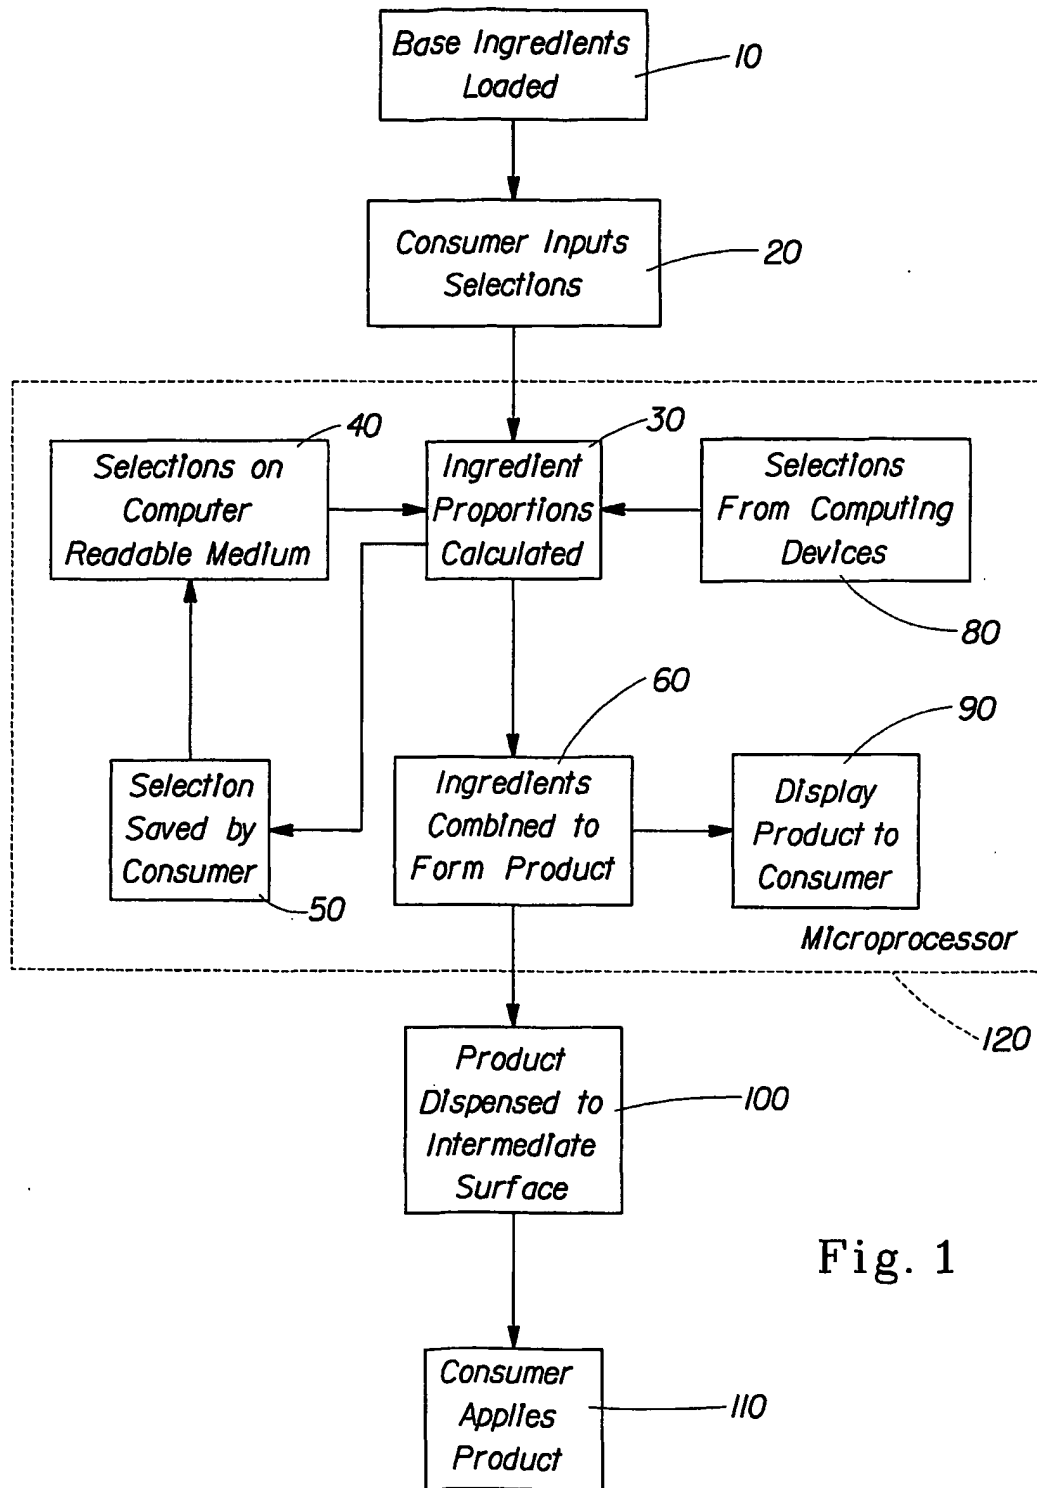 Base Ingredients
Loaded
10
Consumer Inputs
Selections
20
40
Selections on
Computer
Readable Medium
30
Ingredient
Proportions
Calculated
Selections
From Computing
Devices
80
60
90
Selection
Saved by
Consumer
50
Ingredients
Combined to
Form Product
Display
Product to
Consumer
Microprocessor
120
Product
Dispensed to
Intermediate
Surface
100
Fig. 1
Consumer
Applies
Product
110